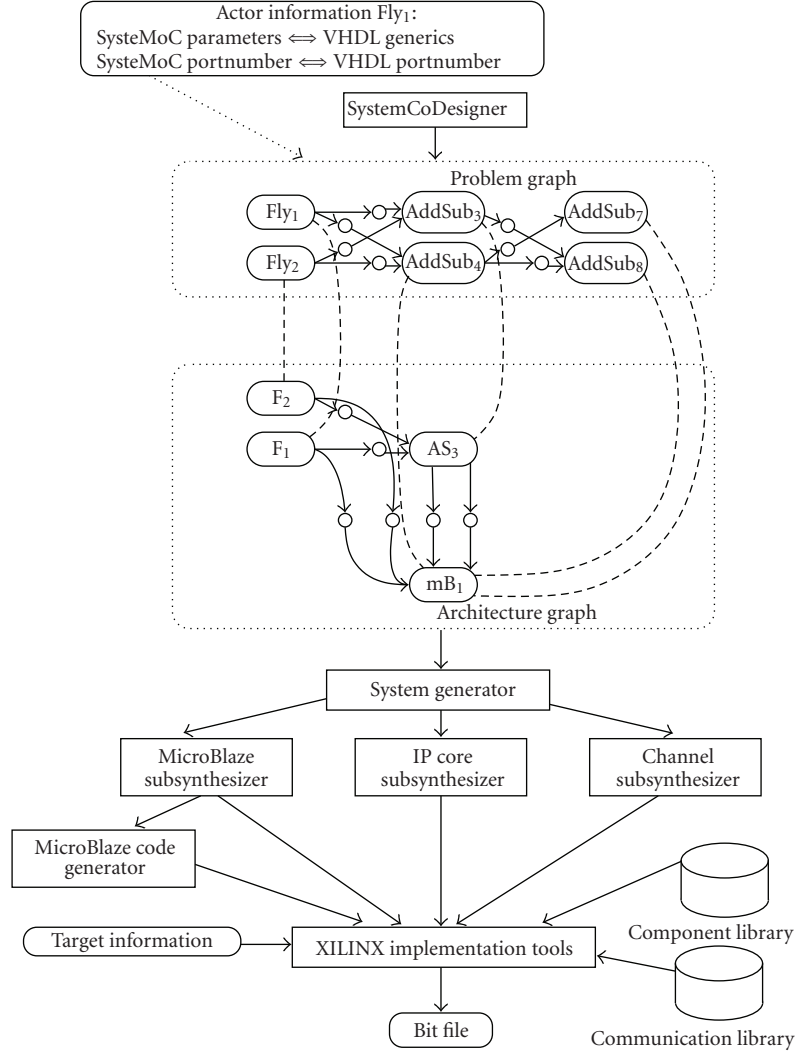 Actor information Fly₁:
SysteMoC parameters ⟺ VHDL generics
SysteMoC portnumber ⟺ VHDL portnumber
SystemCoDesigner
Problem graph
Fly₁
AddSub₃
AddSub₇
Fly₂
AddSub₄
AddSub₈
F₂
F₁
AS₃
mB₁
Architecture graph
System generator
MicroBlaze
subsynthesizer
IP core
subsynthesizer
Channel
subsynthesizer
MicroBlaze code
generator
Component library
Target information
XILINX implementation tools
Bit file
Communication library